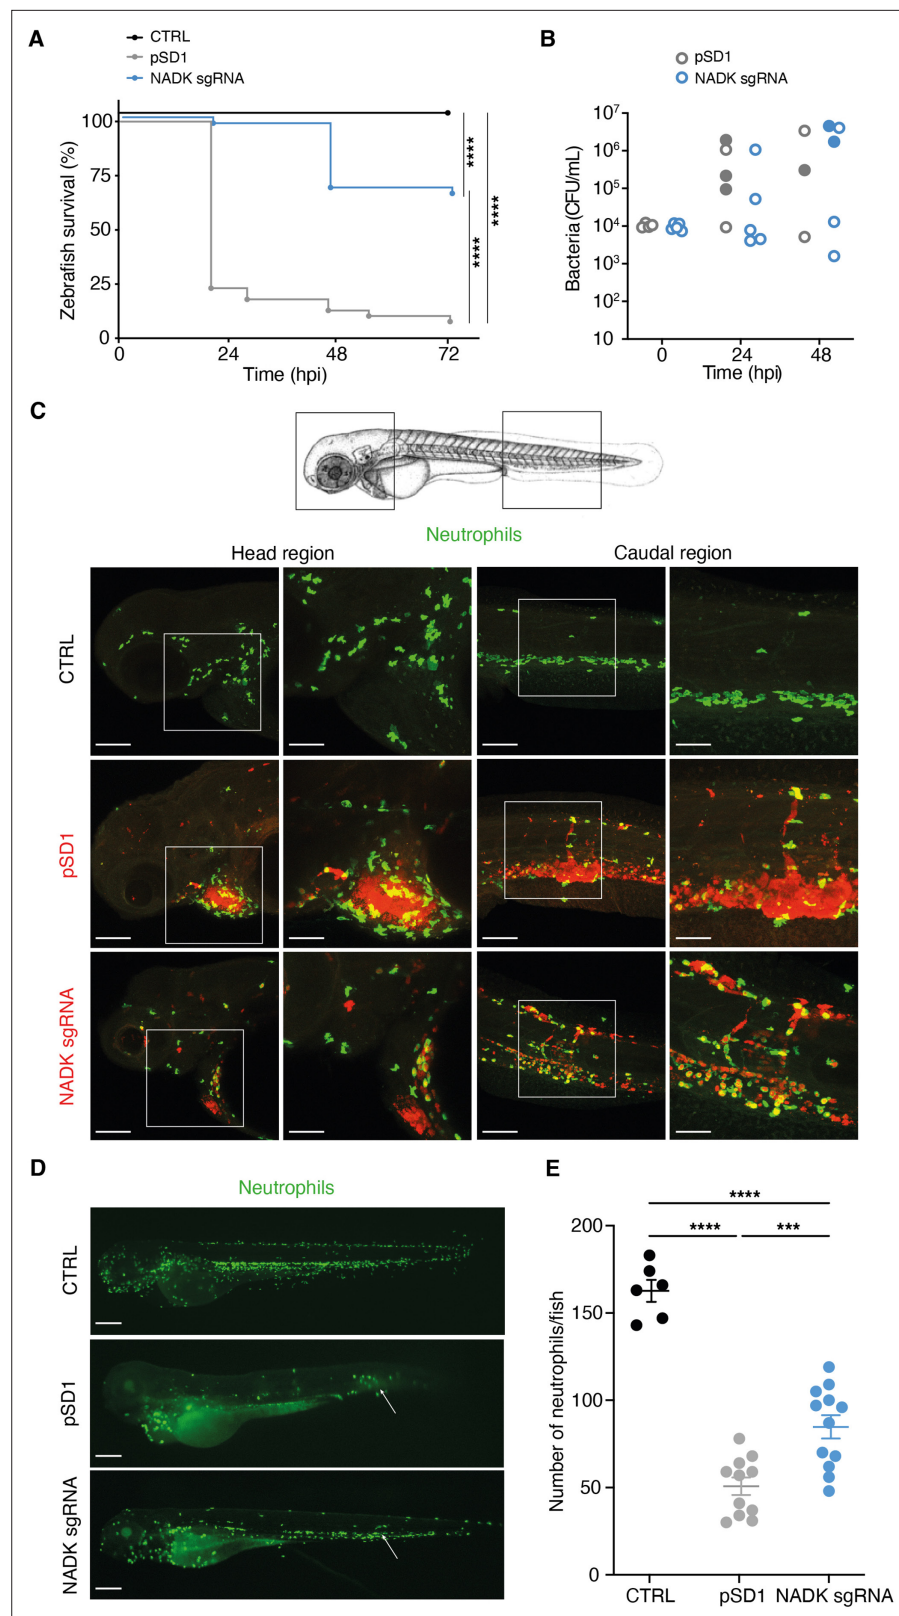 A
CTRL
pSD1
NADK sgRNA
Zebrafish survival (%)
100
75
50
25
0
0 24 48 72
Time (hpi)
****
****
****
B
pSD1
NADK sgRNA
Bacteria (CFU/mL)
10⁷
10⁶
10⁵
10⁴
10³
10²
10
0 24 48
Time (hpi)
C
Neutrophils
Head region Caudal region
CTRL
pSD1
NADK sgRNA
D
Neutrophils
CTRL
pSD1
NADK sgRNA
E
****
**** ***
Number of neutrophils/fish
200
150
100
50
0
CTRL pSD1 NADK sgRNA